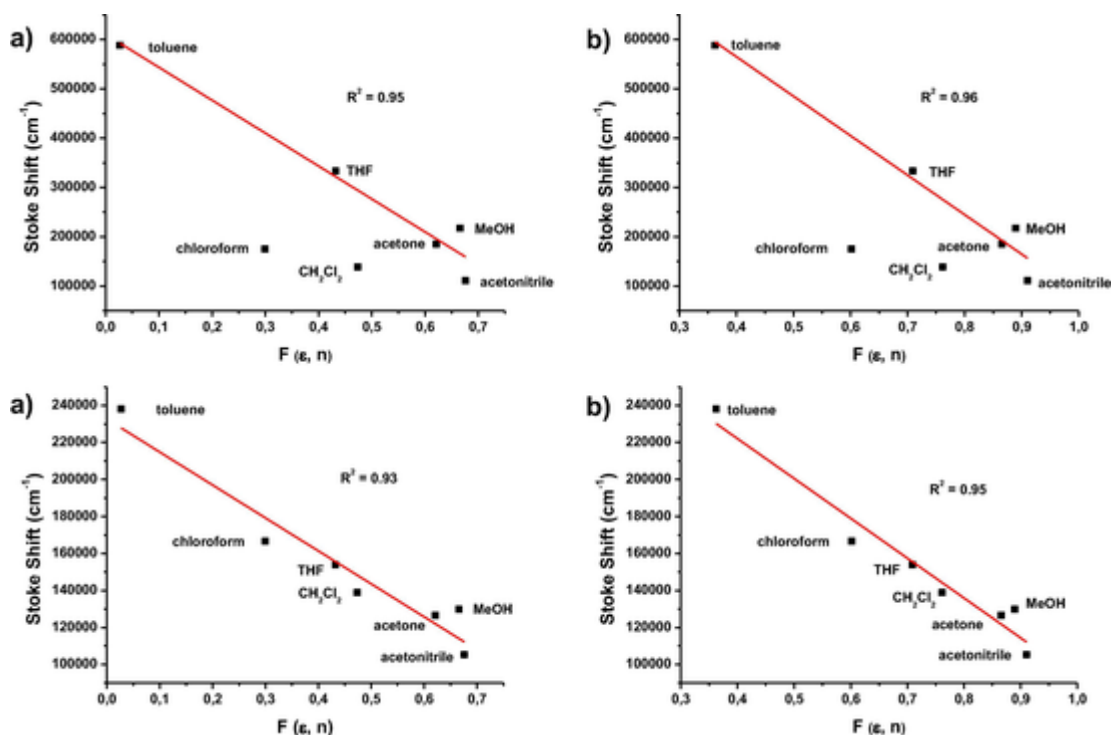 a)
Stoke Shift (cm⁻¹)
600000
500000
400000
300000
200000
100000
toluene
R² = 0.95
THF
MeOH
chloroform
acetone
CH₂Cl₂
acetonitrile
0,0 0,1 0,2 0,3 0,4 0,5 0,6 0,7
F (ε, n)
b)
Stoke Shift (cm⁻¹)
600000
500000
400000
300000
200000
100000
toluene
R² = 0.96
THF
MeOH
chloroform
acetone
CH₂Cl₂
acetonitrile
0,3 0,4 0,5 0,6 0,7 0,8 0,9 1,0
F (ε, n)
a)
Stoke Shift (cm⁻¹)
240000
220000
200000
180000
160000
140000
120000
100000
toluene
R² = 0.93
chloroform
THF
CH₂Cl₂
MeOH
acetone
acetonitrile
0,0 0,1 0,2 0,3 0,4 0,5 0,6 0,7
F (ε, n)
b)
Stoke Shift (cm⁻¹)
240000
220000
200000
180000
160000
140000
120000
100000
toluene
R² = 0.95
chloroform
THF
CH₂Cl₂
MeOH
acetone
acetonitrile
0,3 0,4 0,5 0,6 0,7 0,8 0,9 1,0
F (ε, n)